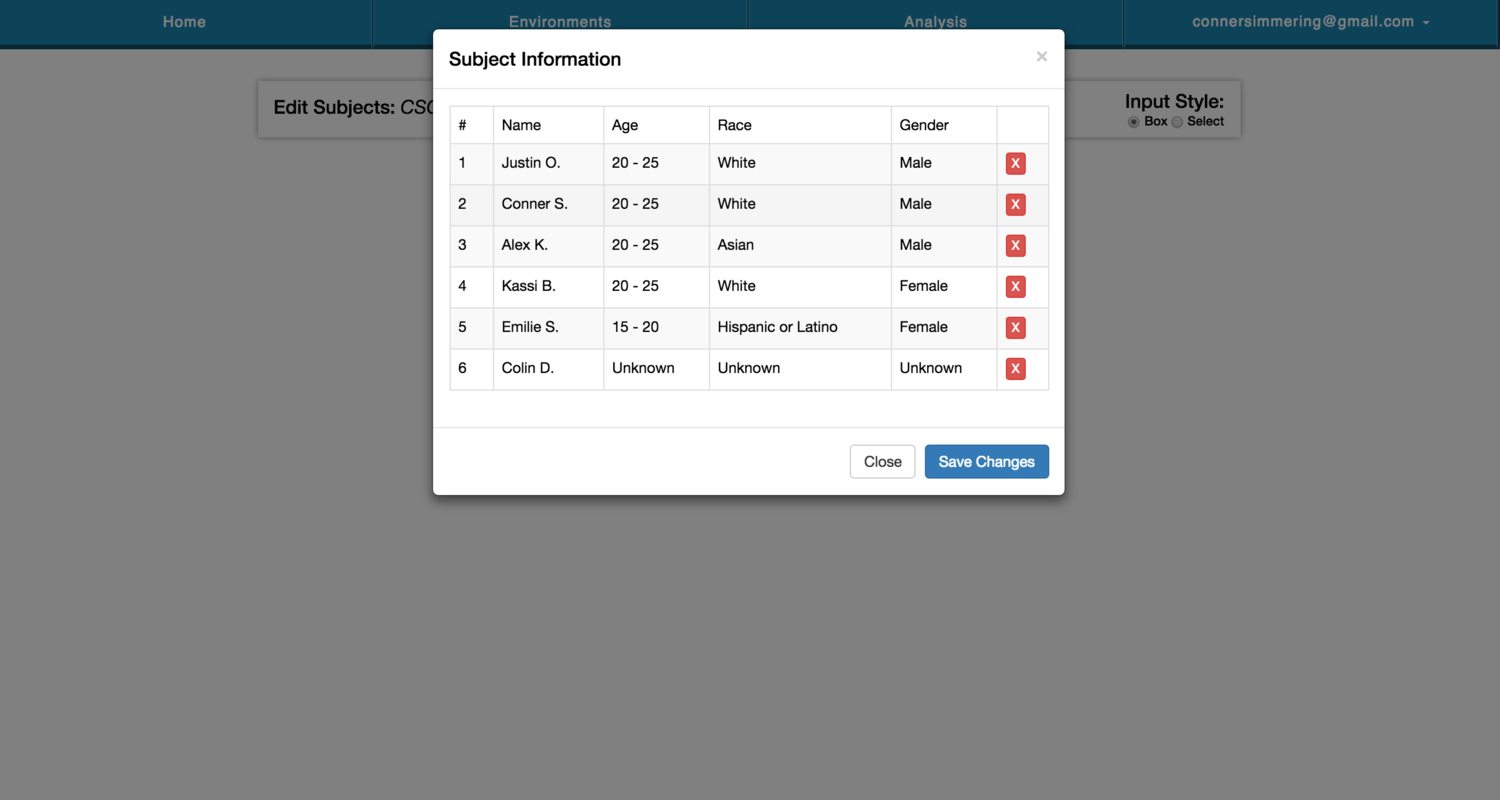 Home Environments Analysis connersimmering@gmail.com
Subject Information ×
Edit Subjects: Input Style:
Box Select
# Name Age Race Gender
1 Justin O. 20 - 25 White Male X
2 Conner S. 20 - 25 White Male X
3 Alex K. 20 - 25 Asian Male X
4 Kassi B. 20 - 25 White Female X
5 Emilie S. 15 - 20 Hispanic or Latino Female X
6 Colin D. Unknown Unknown Unknown X
Close Save Changes